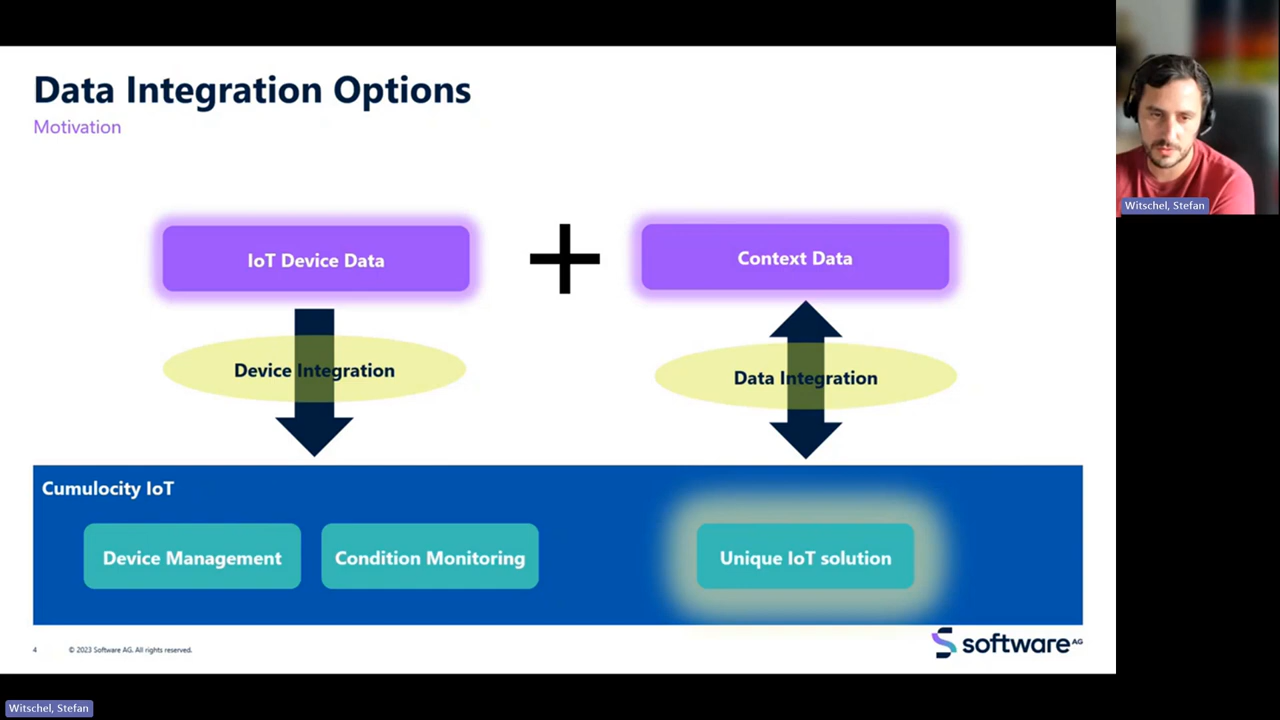 Data Integration Options
Motivation
IoT Device Data
Context Data
Device Integration
Data Integration
Cumulocity IoT
Device Management
Condition Monitoring
Unique IoT solution
4
© 2023 Software AG. All rights reserved.
software AG
Witschel, Stefan
Witschel, Stefan